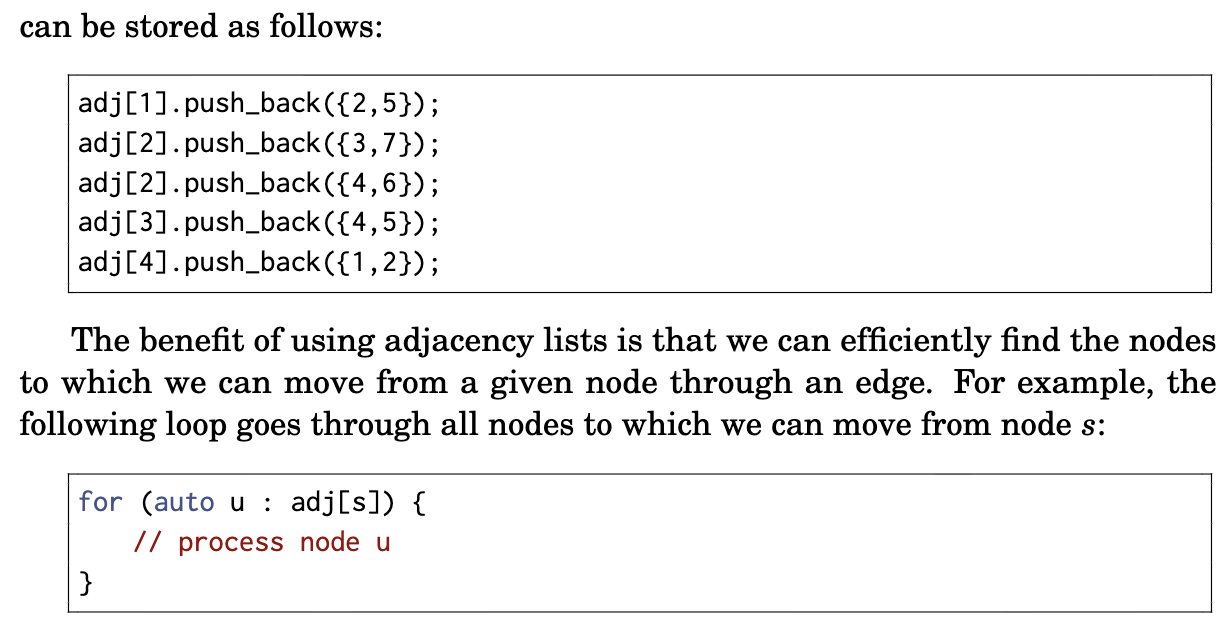 can be stored as follows:
adj[1].push_back({2,5});
adj[2].push_back({3,7});
adj[2].push_back({4,6});
adj[3].push_back({4,5});
adj[4].push_back({1,2});
The benefit of using adjacency lists is that we can efficiently find the nodes
to which we can move from a given node through an edge. For example, the
following loop goes through all nodes to which we can move from node s:
for (auto u : adj[s]) {
// process node u
}